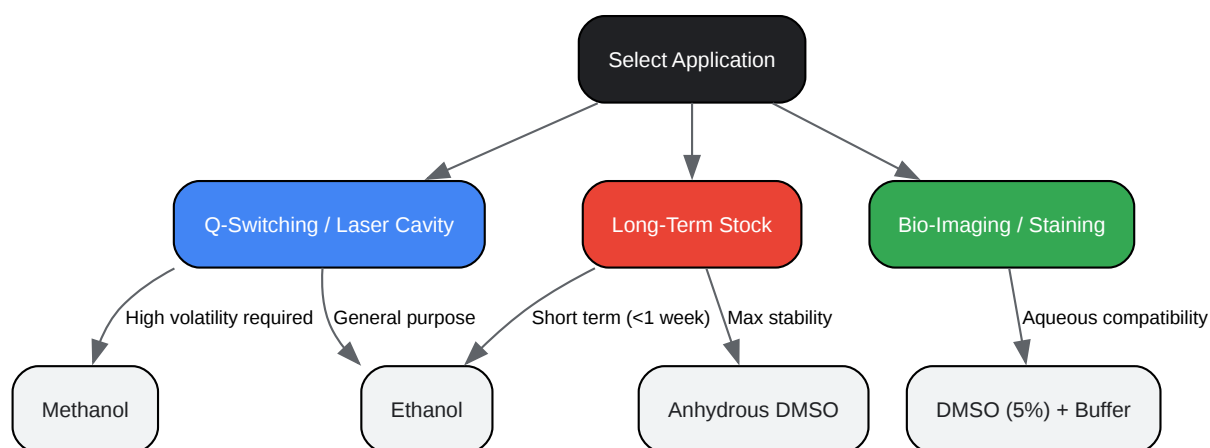 Select Application
Q-Switching / Laser Cavity
Long-Term Stock
Bio-Imaging / Staining
High volatility required
General purpose
Short term (<1 week)
Max stability
Aqueous compatibility
Methanol
Ethanol
Anhydrous DMSO
DMSO (5%) + Buffer